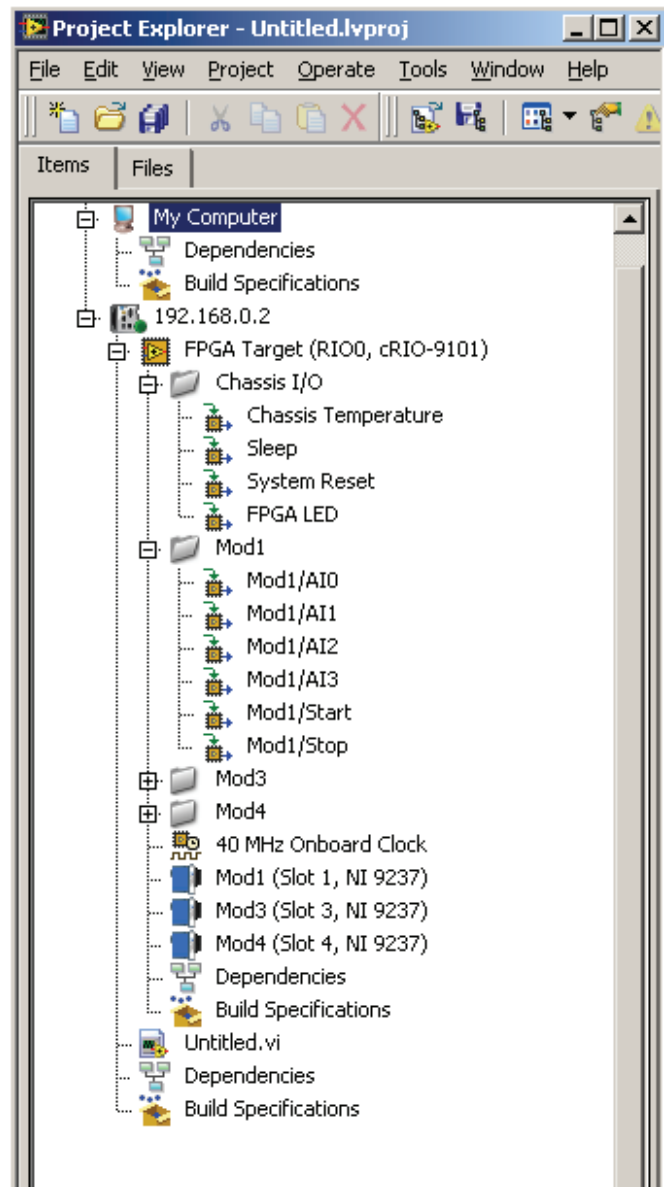 Project Explorer - Untitled.lvproj
File Edit View Project Operate Tools Window Help
Items Files
My Computer
Dependencies
Build Specifications
192.168.0.2
FPGA Target (RIO0, cRIO-9101)
Chassis I/O
Chassis Temperature
Sleep
System Reset
FPGA LED
Mod1
Mod1/AI0
Mod1/AI1
Mod1/AI2
Mod1/AI3
Mod1/Start
Mod1/Stop
Mod3
Mod4
40 MHz Onboard Clock
Mod1 (Slot 1, NI 9237)
Mod3 (Slot 3, NI 9237)
Mod4 (Slot 4, NI 9237)
Dependencies
Build Specifications
Untitled.vi
Dependencies
Build Specifications